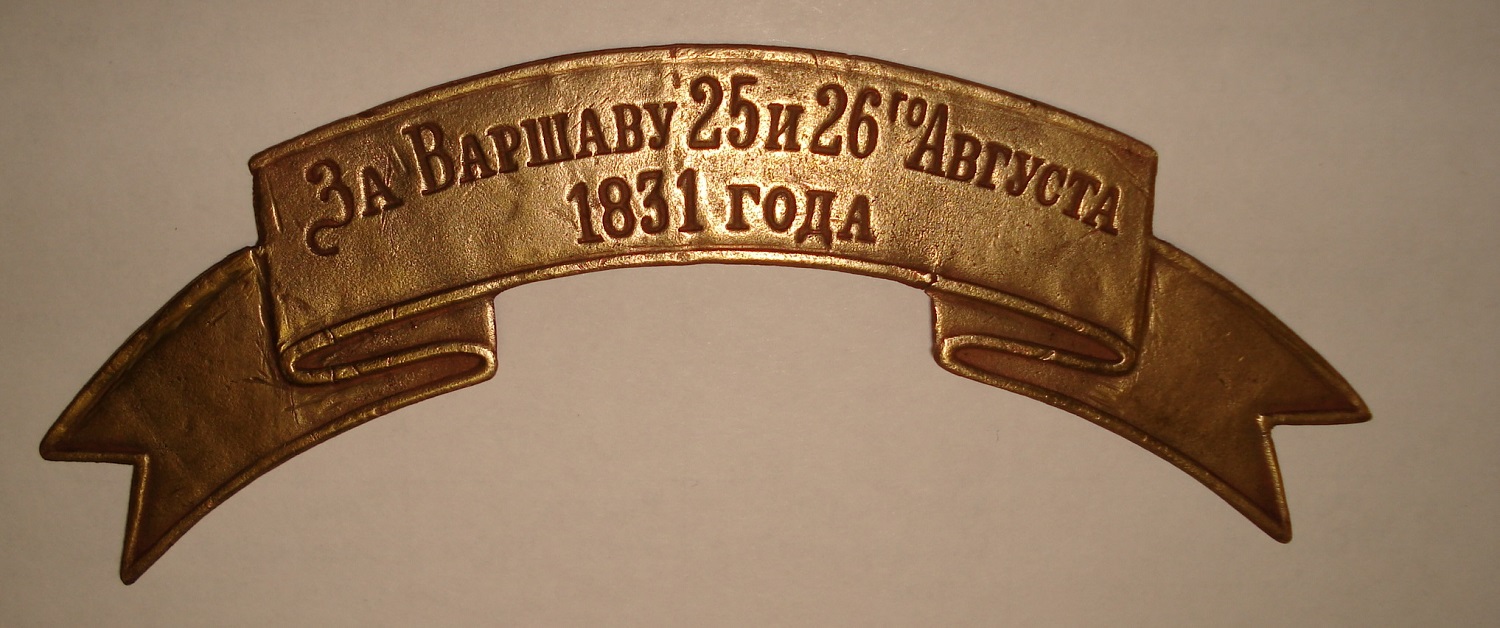 За Варшаву 25 и 26го Августа
1831 года